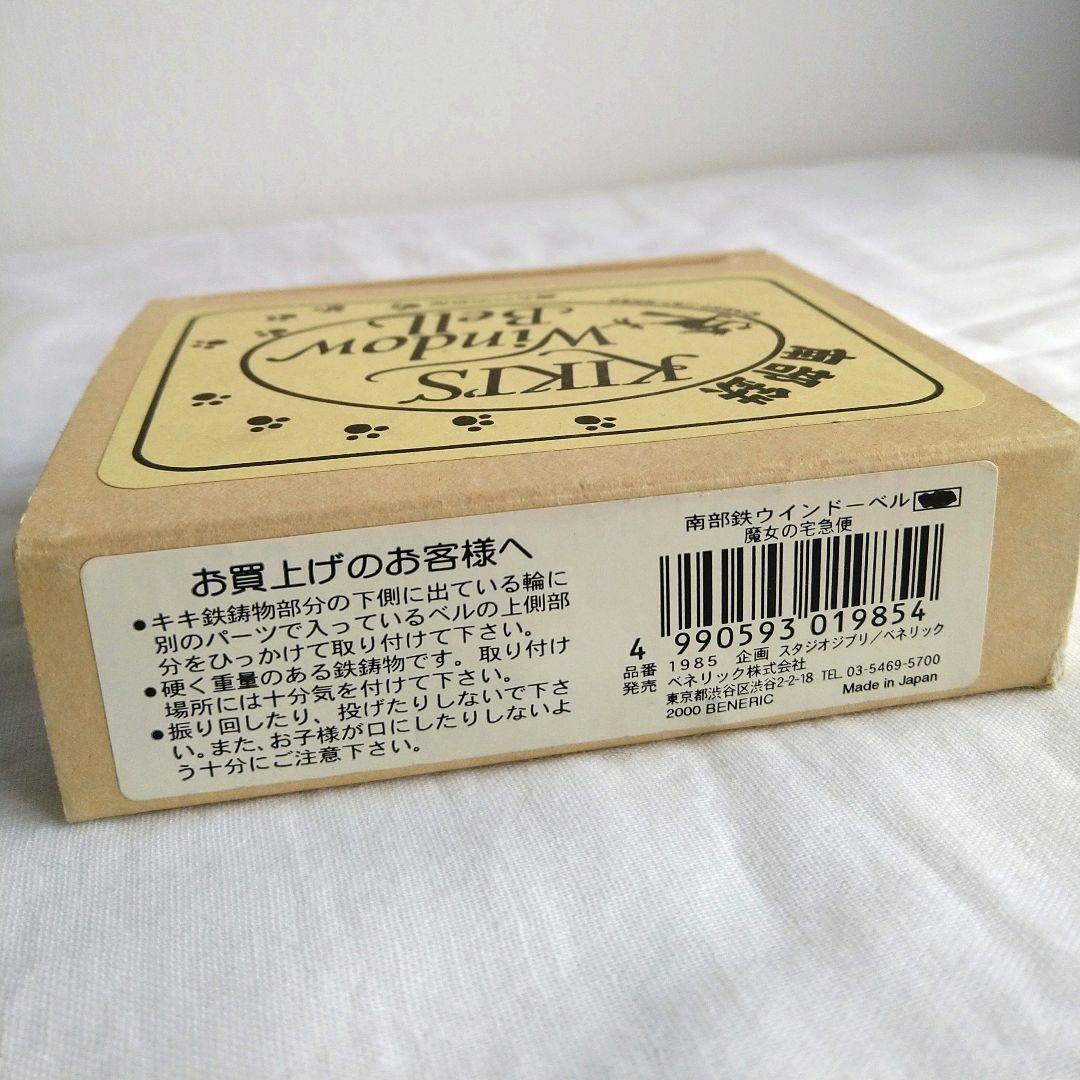 南部鉄
KIKI'S
Window
Bell
お買上げのお客様へ
●キキ鉄鋳物部分の下側に出ている輪に
別のパーツで入っているベルの上側部
分をひっかけて取り付けて下さい。
●硬く重量のある鉄鋳物です。取り付け
場所には十分気を付けて下さい。
●振り回したり、投げたりしないで下さ
い。また、お子様が口にしたりしないよ
う十分にご注意下さい。
南部鉄ウインドーベル
魔女の宅急便
4 990593 019854
品番 1985 企画 スタジオジブリ/ベネリック
発売 ベネリック株式会社
東京都渋谷区渋谷2-2-18 TEL. 03-5469-5700
2000 BENERIC Made in Japan